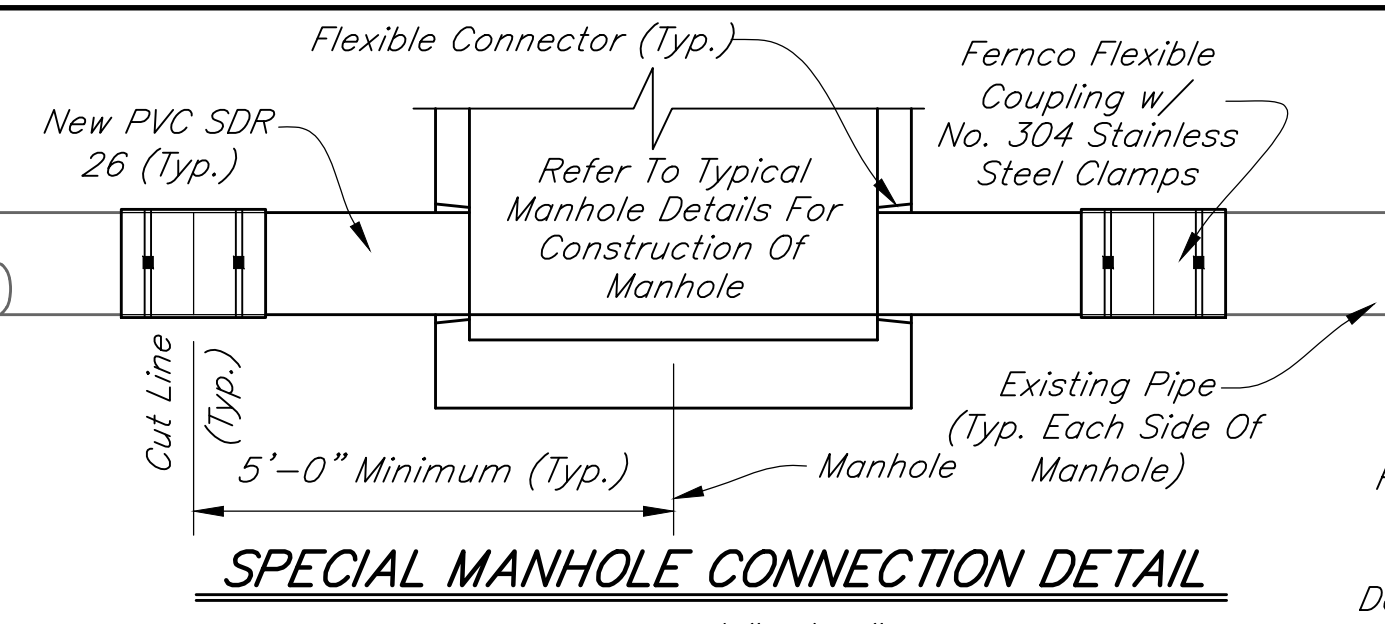 Flexible Connector (Typ.)
Fernco Flexible
Coupling w/
No. 304 Stainless
Steel Clamps
New PVC SDR
26 (Typ.)
Refer To Typical
Manhole Details For
Construction Of
Manhole
Cut Line
(Typ.)
5'-0" Minimum (Typ.)
Manhole
Existing Pipe
(Typ. Each Side Of
Manhole)
SPECIAL MANHOLE CONNECTION DETAIL